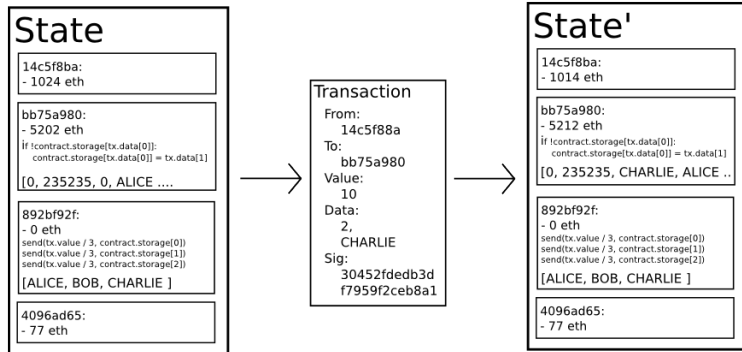 State
14c5f8ba:
- 1024 eth
bb75a980:
- 5202 eth
if !contract.storage[tx.data[0]]:
contract.storage[tx.data[0]] = tx.data[1]
[0, 235235, 0, ALICE ....
892bf92f:
- 0 eth
send(tx.value / 3, contract.storage[0])
send(tx.value / 3, contract.storage[1])
send(tx.value / 3, contract.storage[2])
[ALICE, BOB, CHARLIE ]
4096ad65:
- 77 eth
Transaction
From:
14c5f88a
To:
bb75a980
Value:
10
Data:
2,
CHARLIE
Sig:
30452fdedb3d
f7959f2ceb8a1
State'
14c5f8ba:
- 1014 eth
bb75a980:
- 5212 eth
if !contract.storage[tx.data[0]]:
contract.storage[tx.data[0]] = tx.data[1]
[0, 235235, CHARLIE, ALICE ..
892bf92f:
- 0 eth
send(tx.value / 3, contract.storage[0])
send(tx.value / 3, contract.storage[1])
send(tx.value / 3, contract.storage[2])
[ALICE, BOB, CHARLIE ]
4096ad65:
- 77 eth